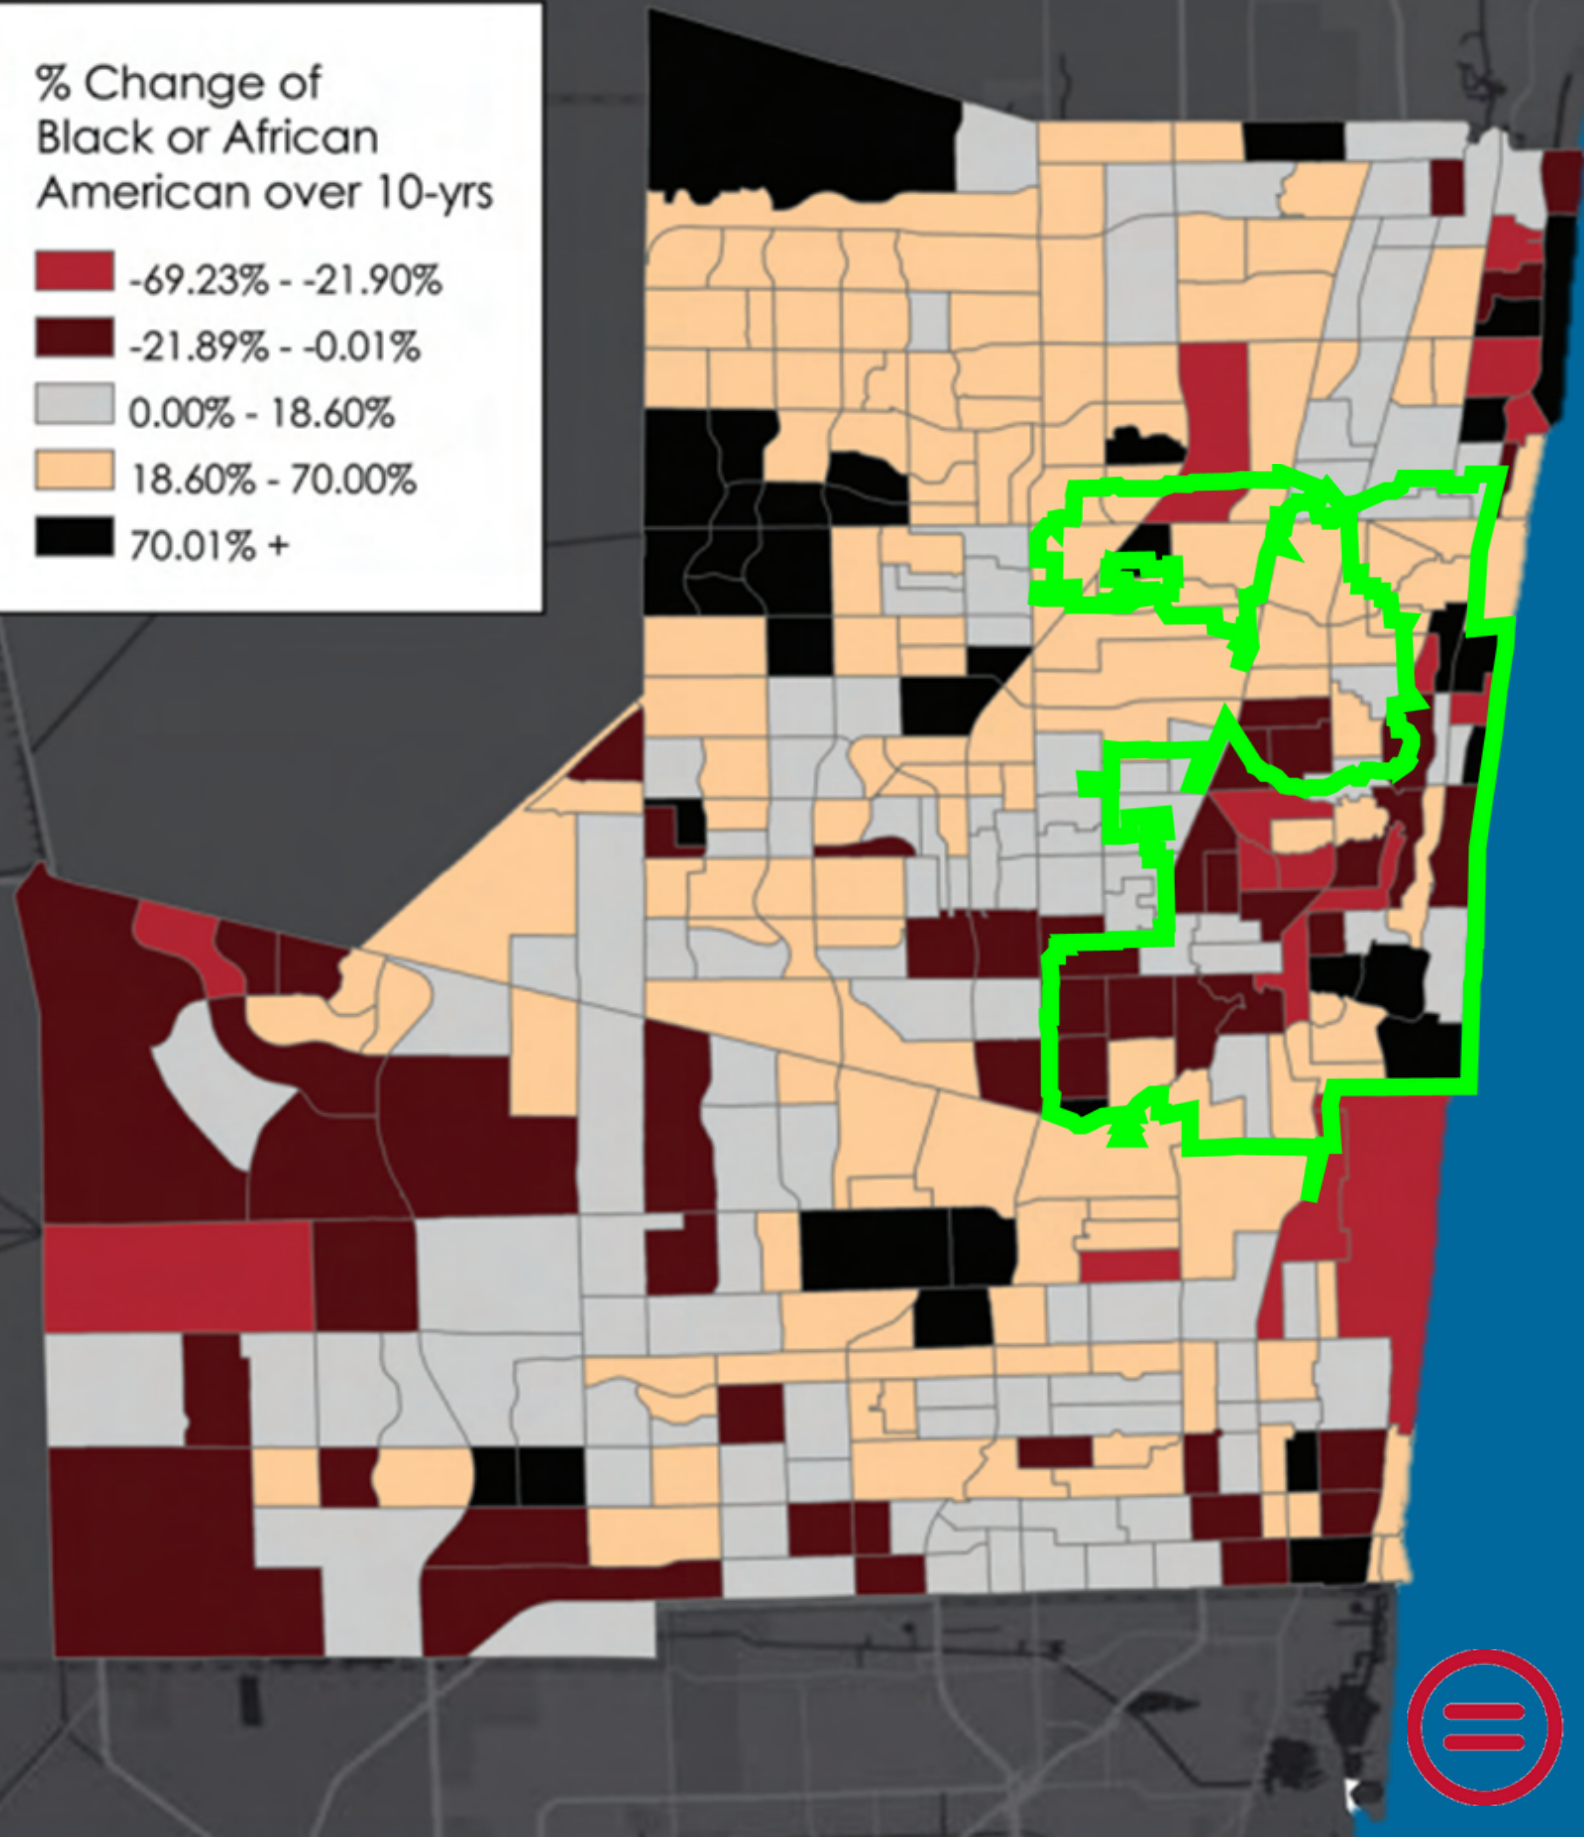 % Change of
Black or African
American over 10-yrs
-69.23% - -21.90%
-21.89% - -0.01%
0.00% - 18.60%
18.60% - 70.00%
70.01% +